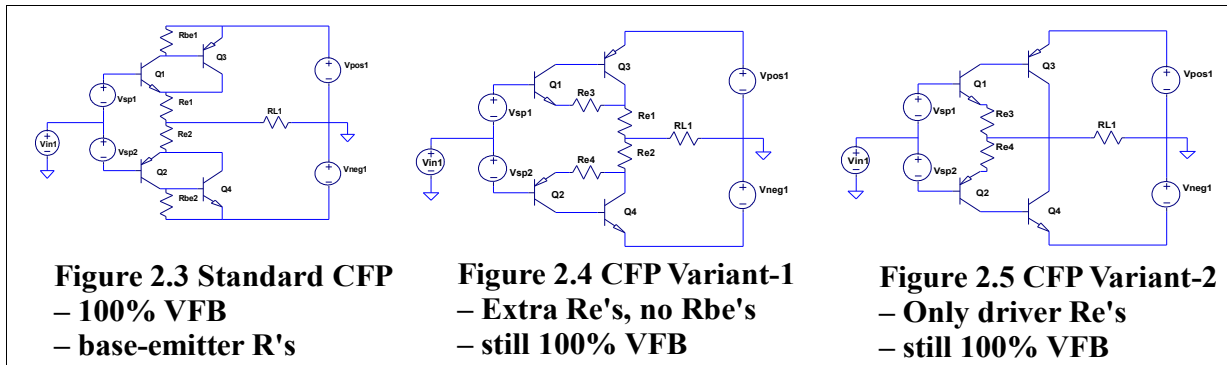 Rbe1
Q3
Q1
Vpos1
Vsp1
Re1
RL1
Re2
Vin1
Vsp2
Vneg1
Q2
Q4
Rbe2
Figure 2.3 Standard CFP
– 100% VFB
– base-emitter R's
Q3
Q1
Vpos1
Re3
Vsp1
Re1
RL1
Re2
Vin1
Vsp2
Re4
Vneg1
Q2
Q4
Figure 2.4 CFP Variant-1
– Extra Re's, no Rbe's
– still 100% VFB
Q3
Q1
Vpos1
Vsp1
Re3
RL1
Re4
Vin1
Vsp2
Vneg1
Q2
Q4
Figure 2.5 CFP Variant-2
– Only driver Re's
– still 100% VFB